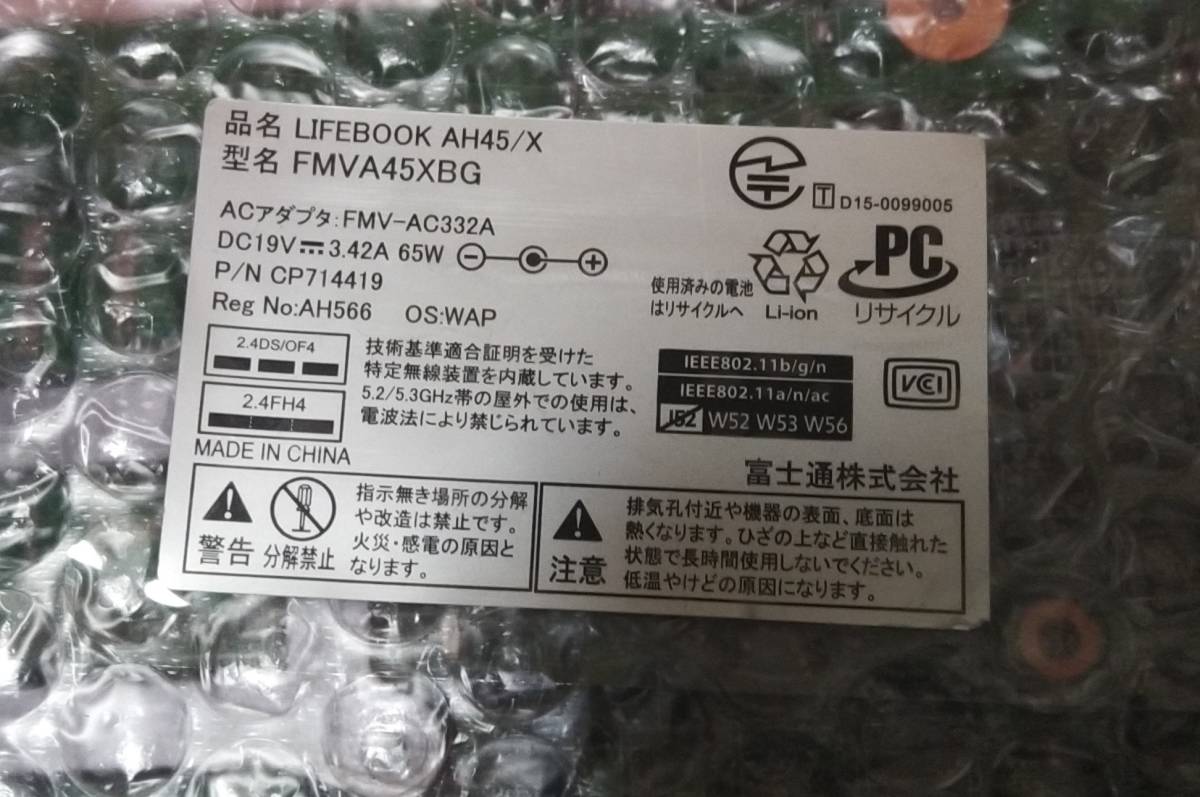 品名 LIFEBOOK AH45/X
型名 FMVA45XBG
T D15-0099005
ACアダプタ:FMV-AC332A
DC19V 3.42A 65W
P/N CP714419
Reg No:AH566 OS:WAP
使用済みの電池
はリサイクルへ
Li-ion
PC
リサイクル
2.4DS/OF4
2.4FH4
技術基準適合証明を受けた
特定無線装置を内蔵しています。
5.2/5.3GHz帯の屋外での使用は、
電波法により禁じられています。
IEEE802.11b/g/n
IEEE802.11a/n/ac
J52 W52 W53 W56
VCCI
MADE IN CHINA
富士通株式会社
警告
分解禁止
指示無き場所の分解
や改造は禁止です。
火災・感電の原因と
なります。
注意
排気孔付近や機器の表面、底面は
熱くなります。ひざの上など直接触れた
状態で長時間使用しないでください。
低温やけどの原因になります。